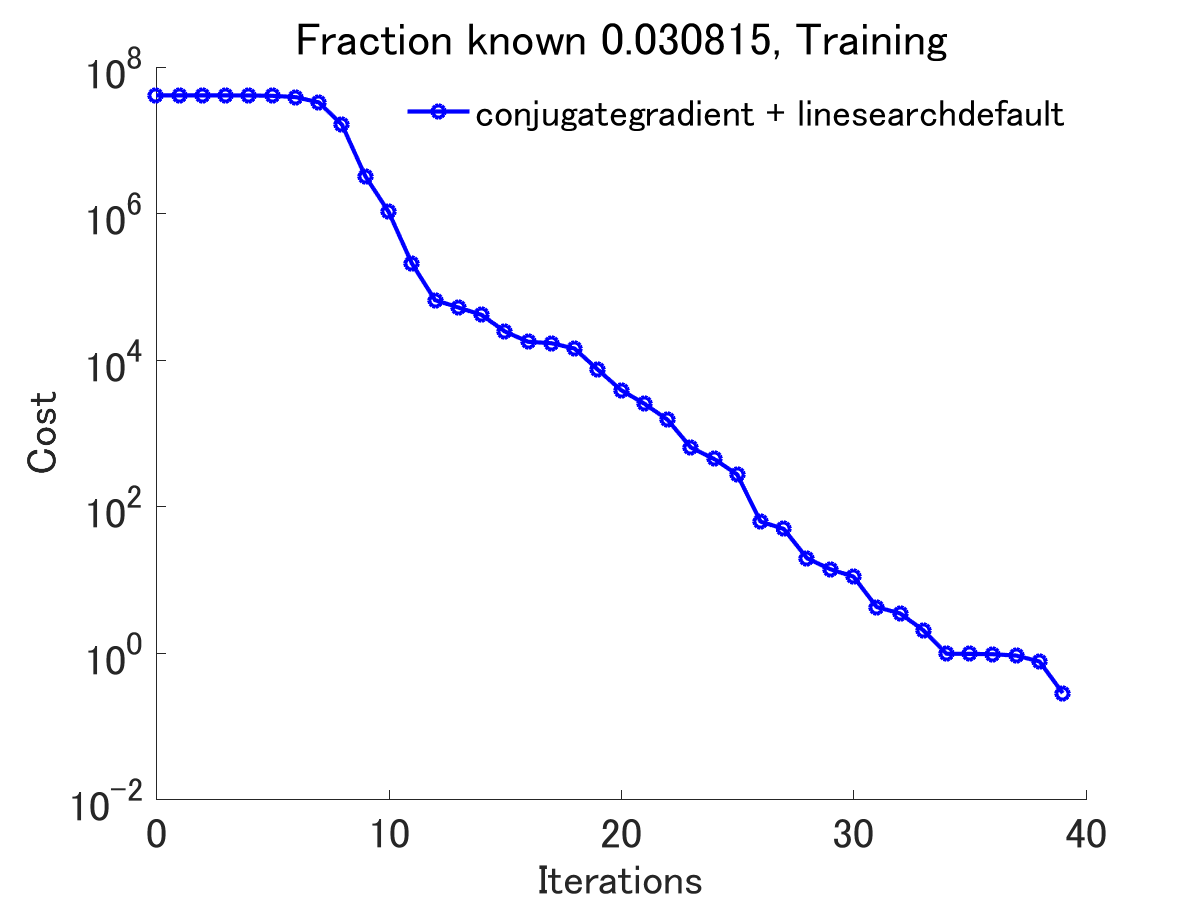 Fraction known 0.030815, Training
conjugategradient + linesearchdefault
10^8
10^6
10^4
10^2
10^0
10^-2
Cost
0 10 20 30 40
Iterations